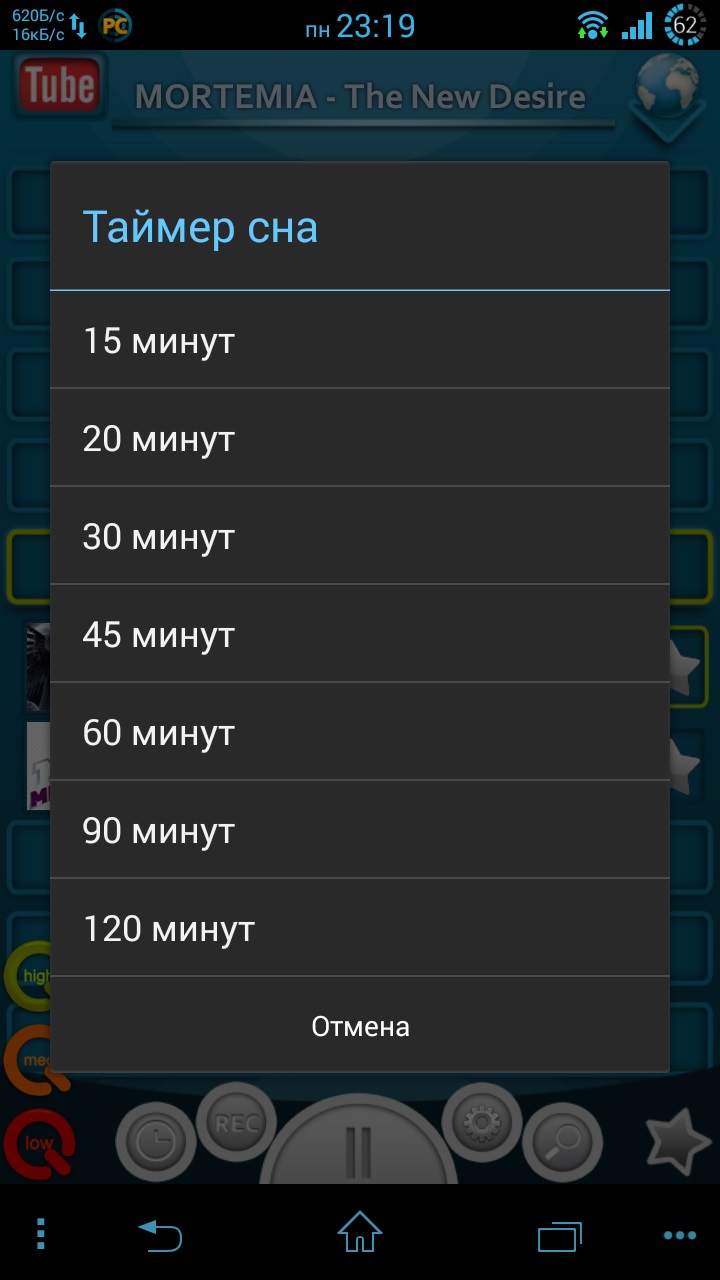 620Б/с
16кБ/с
PC
пн 23:19
62
Tube
MORTEMIA - The New Desire
Таймер сна
15 минут
20 минут
30 минут
45 минут
60 минут
90 минут
120 минут
Отмена
high
low
REC